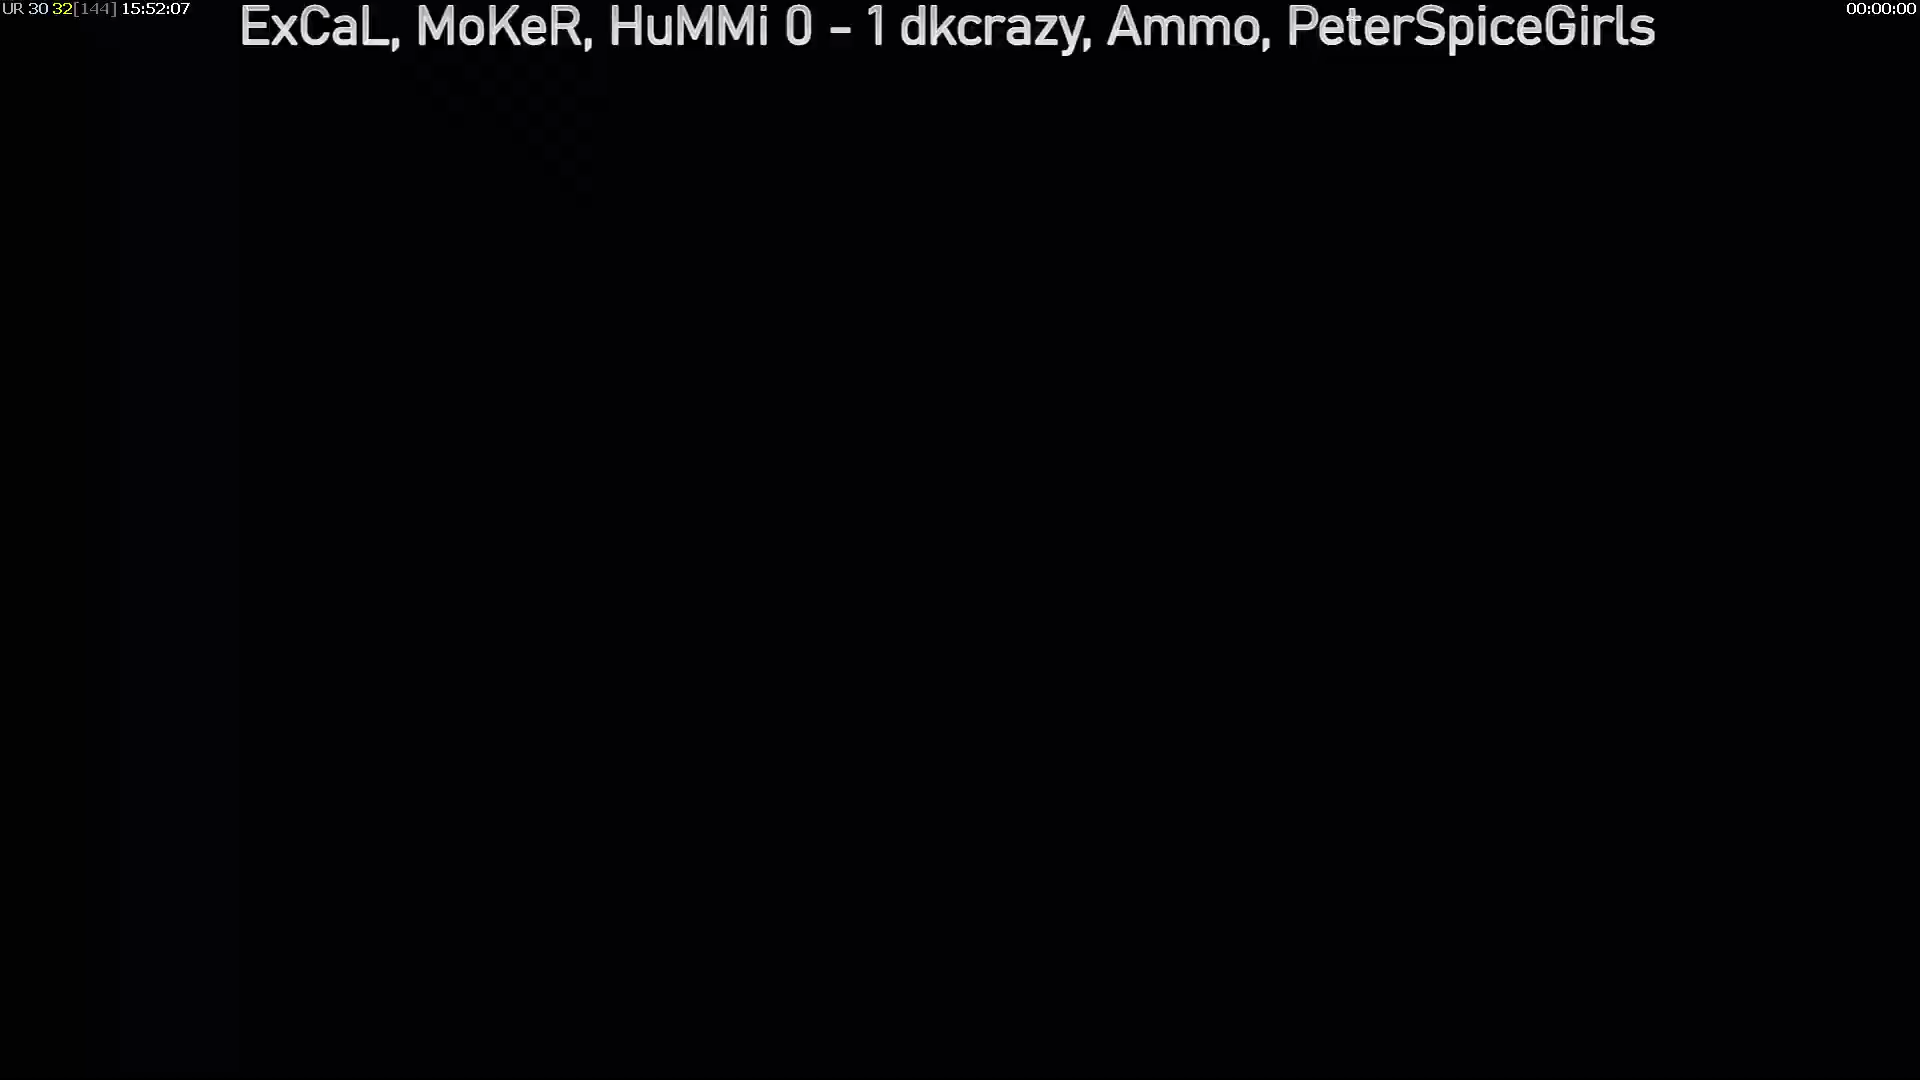 UR 30 32[144] 15:52:07
ExCaL, MoKeR, HuMMi 0 - 1 dkcrazy, Ammo, PeterSpiceGirls
00:00:00